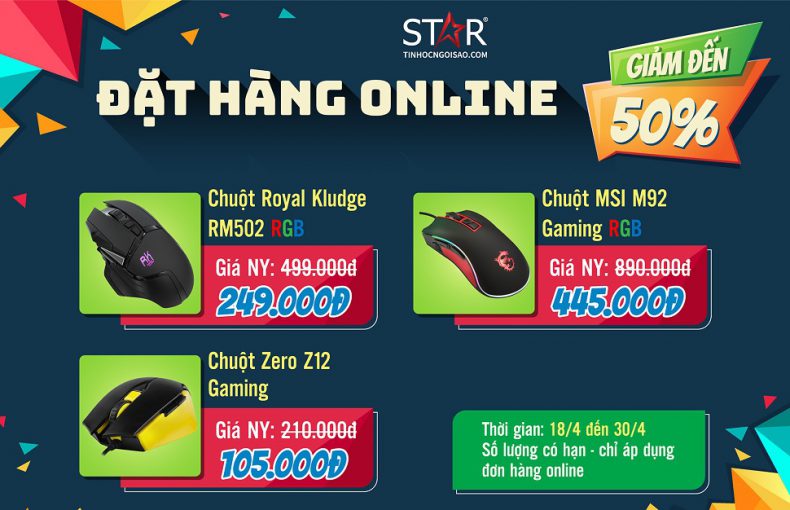 STAR®
TINHOCNGOISAO.COM
ĐẶT HÀNG ONLINE
GIẢM ĐẾN
50%
Chuột Royal Kludge
RM502 RGB
Giá NY: 499.000đ
249.000Đ
Chuột MSI M92
Gaming RGB
Giá NY: 890.000đ
445.000Đ
Chuột Zero Z12
Gaming
Giá NY: 210.000đ
105.000Đ
Thời gian: 18/4 đến 30/4
Số lượng có hạn - chỉ áp dụng
đơn hàng online